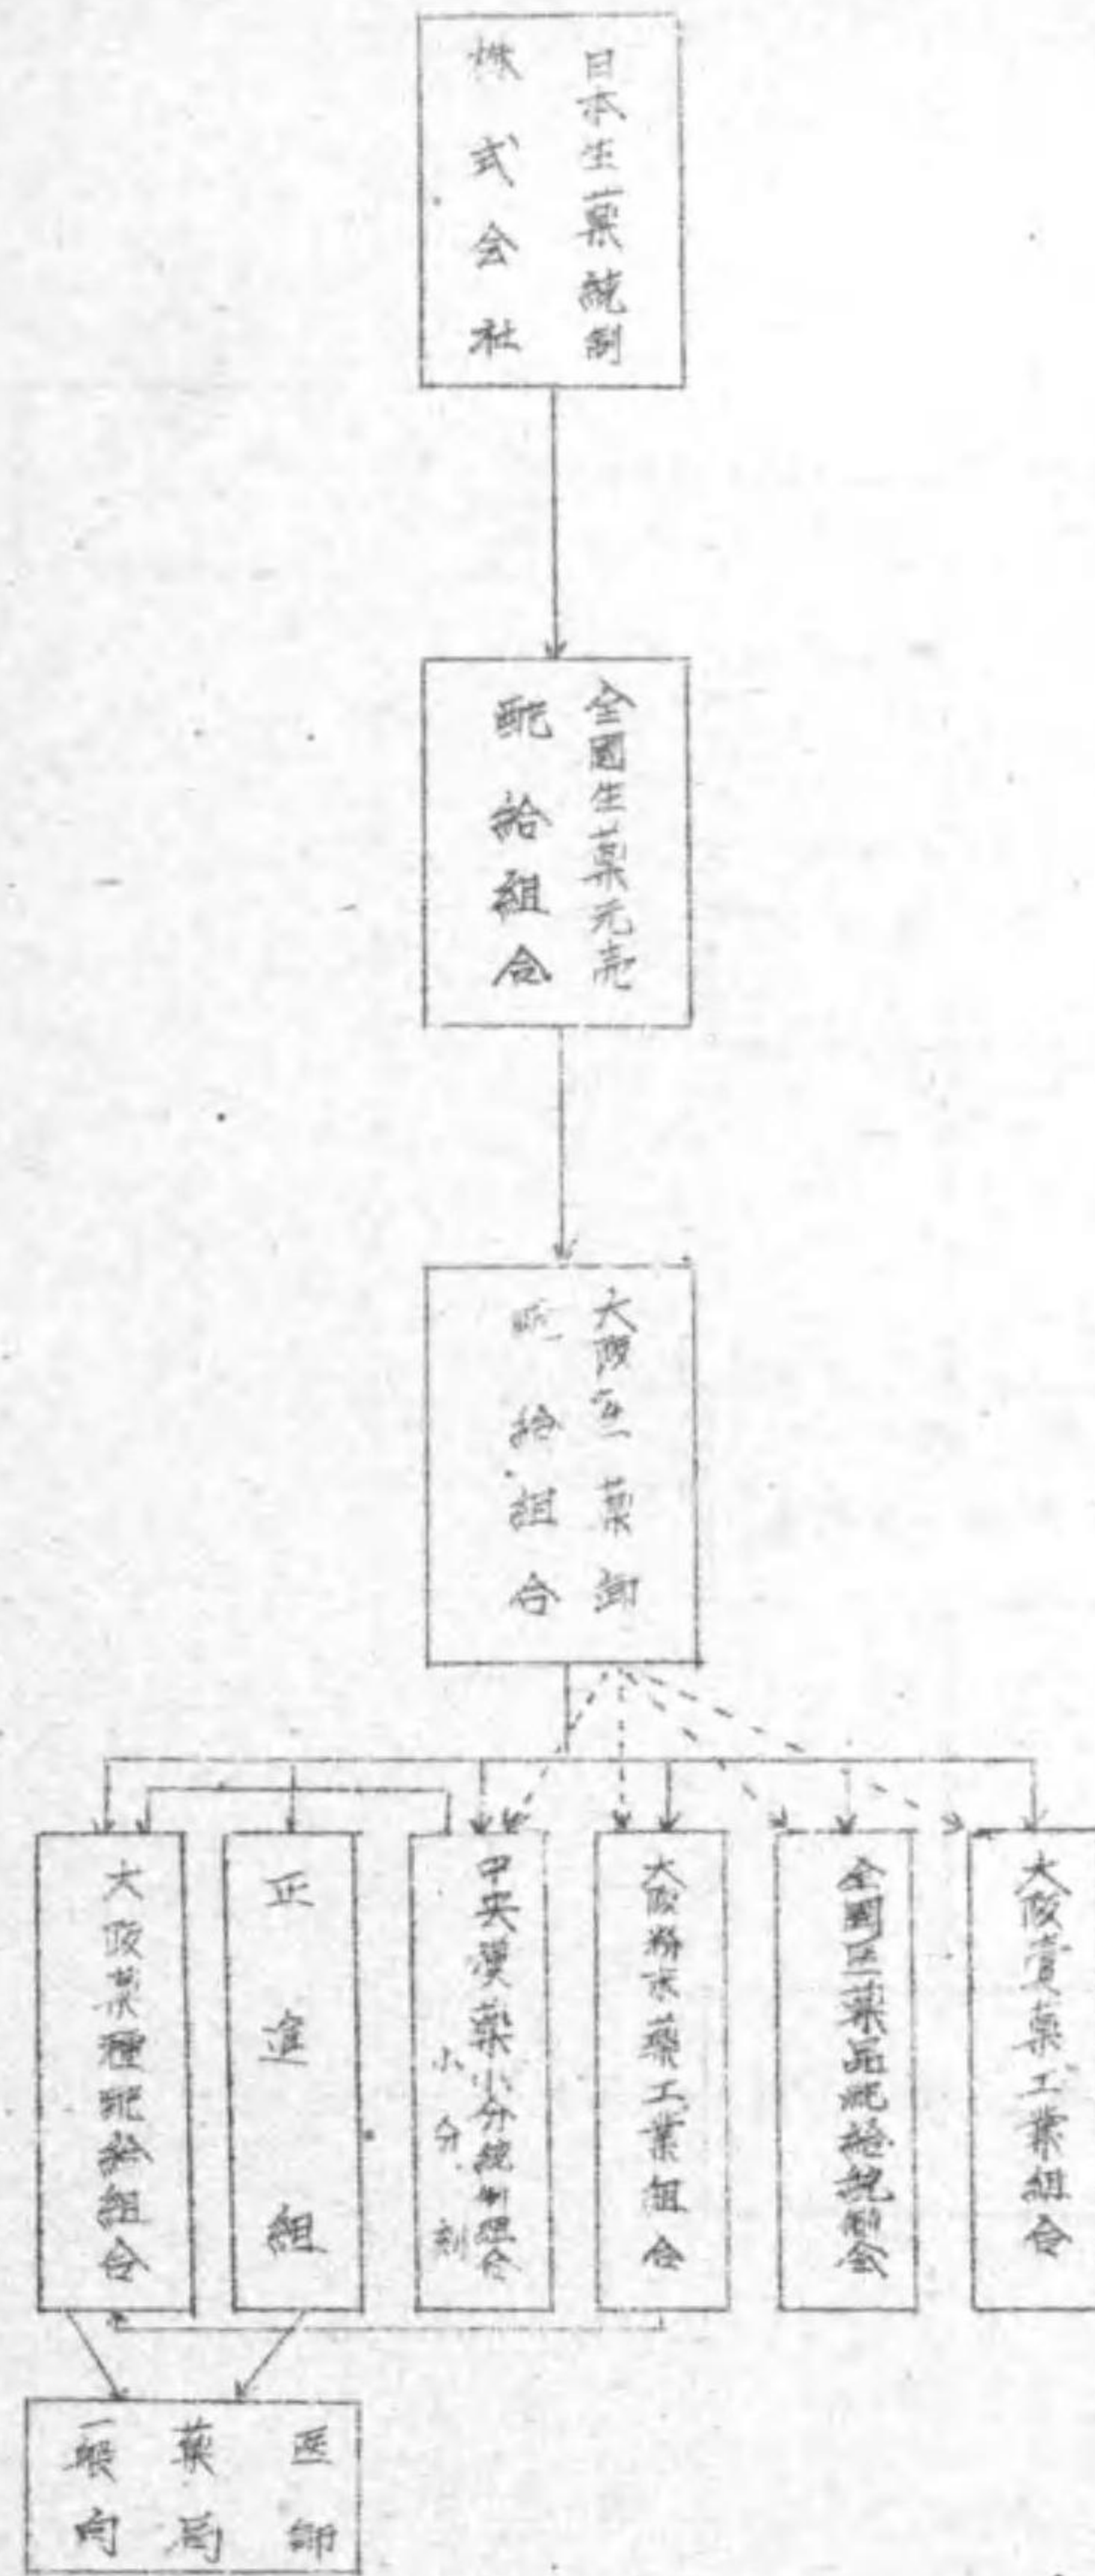 日本生薬統制
株式会社
全國生薬元売
配給組合
大阪生薬卸
配給組合
大阪賣薬工業組合
全國医薬品配給統制会
大阪粉末薬工業組合
中央漢薬小分統制組合
小分刻
正進組
大阪薬種配給組合
医師
薬局
一般向